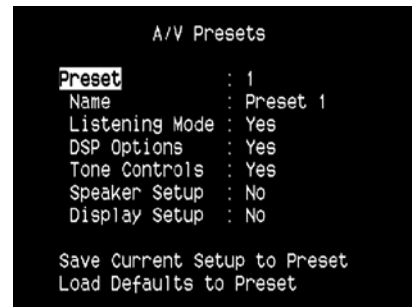 A/V Presets
Preset : 1
Name : Preset 1
Listening Mode : Yes
DSP Options : Yes
Tone Controls : Yes
Speaker Setup : No
Display Setup : No
Save Current Setup to Preset
Load Defaults to Preset